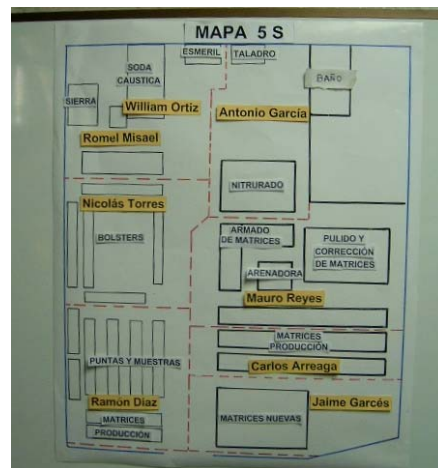 MAPA 5 S
ESMERIL
TALADRO
SODA
CAUSTICA
BAÑO
SIERRA
William Ortiz
Antonio García
Romel Misael
NITRURADO
Nicolás Torres
BOLSTERS
ARMADO
DE MATRICES
PULIDO Y
CORRECCIÓN
DE MATRICES
ARENADORA
Mauro Reyes
MATRICES
PRODUCCIÓN
PUNTAS Y MUESTRAS
Carlos Arreaga
Ramón Díaz
Jaime Garcés
MATRICES
PRODUCCIÓN
MATRICES NUEVAS